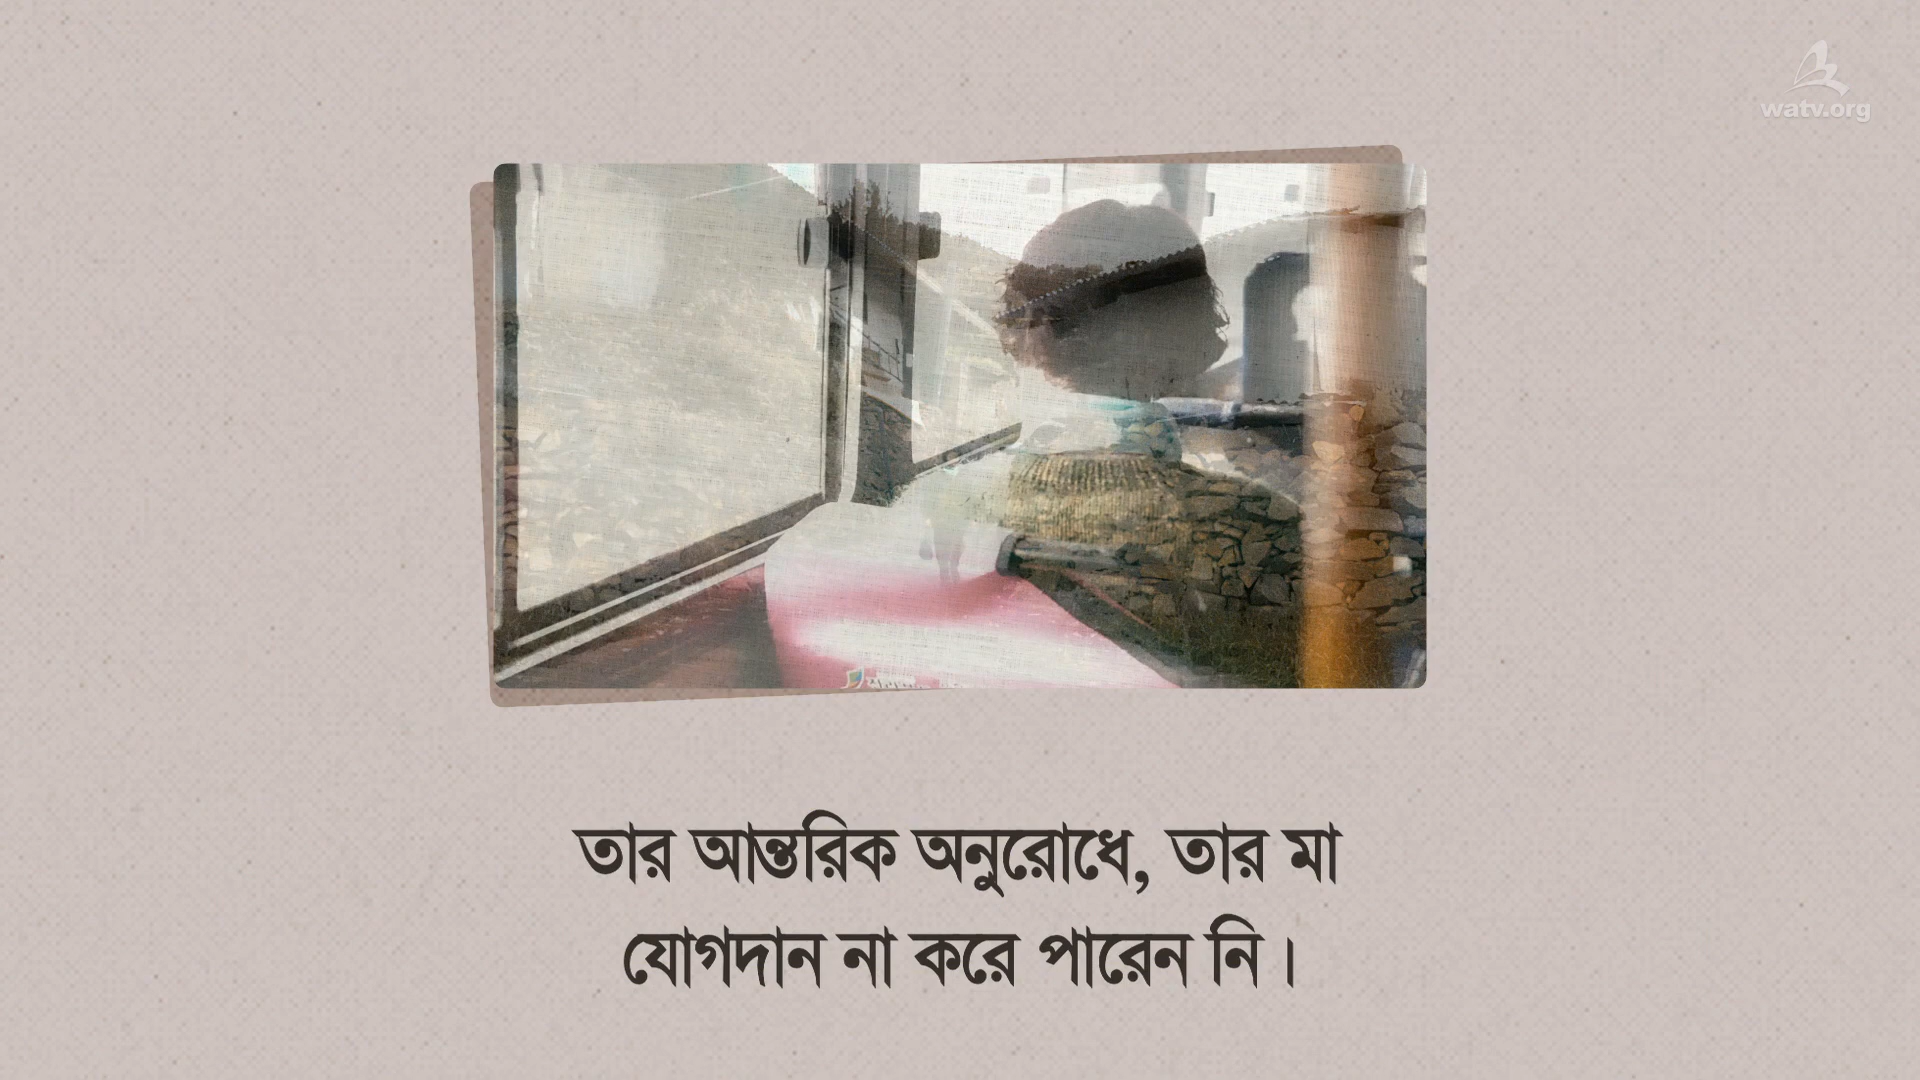 watv.org
তার আন্তরিক অনুরোধে, তার মা
যোগদান না করে পারেন নি।